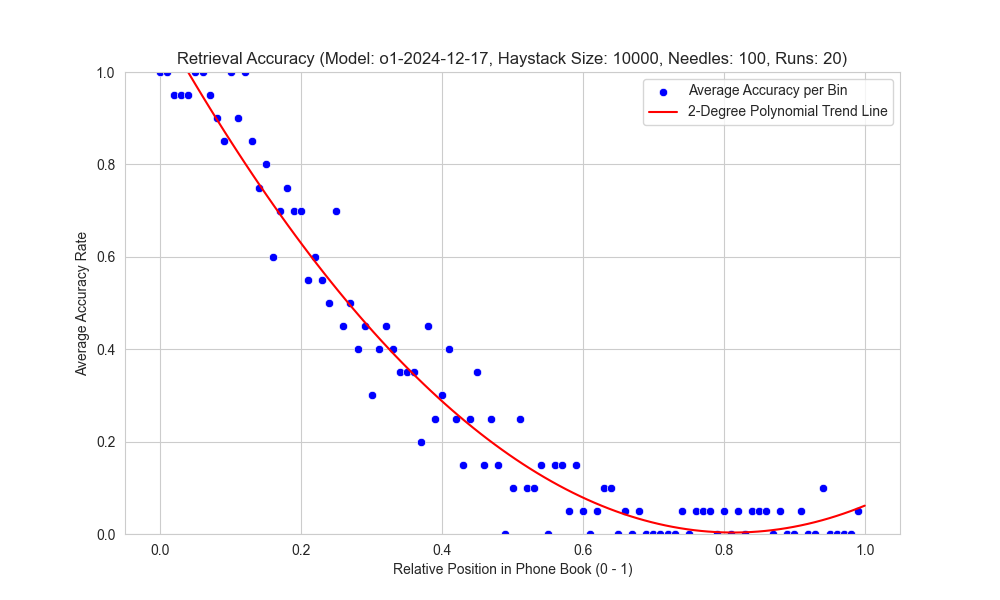 Retrieval Accuracy (Model: o1-2024-12-17, Haystack Size: 10000, Needles: 100, Runs: 20)
Average Accuracy per Bin
2-Degree Polynomial Trend Line
Average Accuracy Rate
1.0
0.8
0.6
0.4
0.2
0.0
0.0 0.2 0.4 0.6 0.8 1.0
Relative Position in Phone Book (0 - 1)